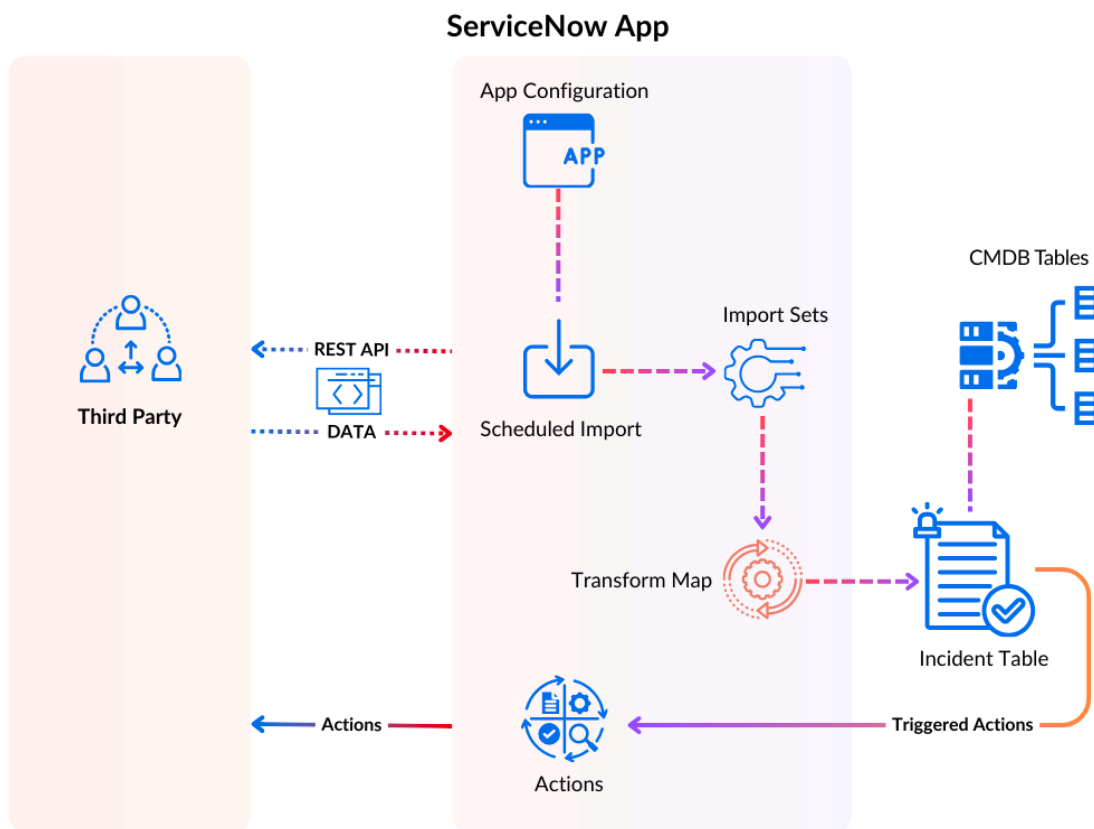 ServiceNow App
App Configuration
APP
CMDB Tables
Import Sets
REST API
Third Party
DATA
Scheduled Import
Transform Map
Incident Table
Actions
Triggered Actions
Actions